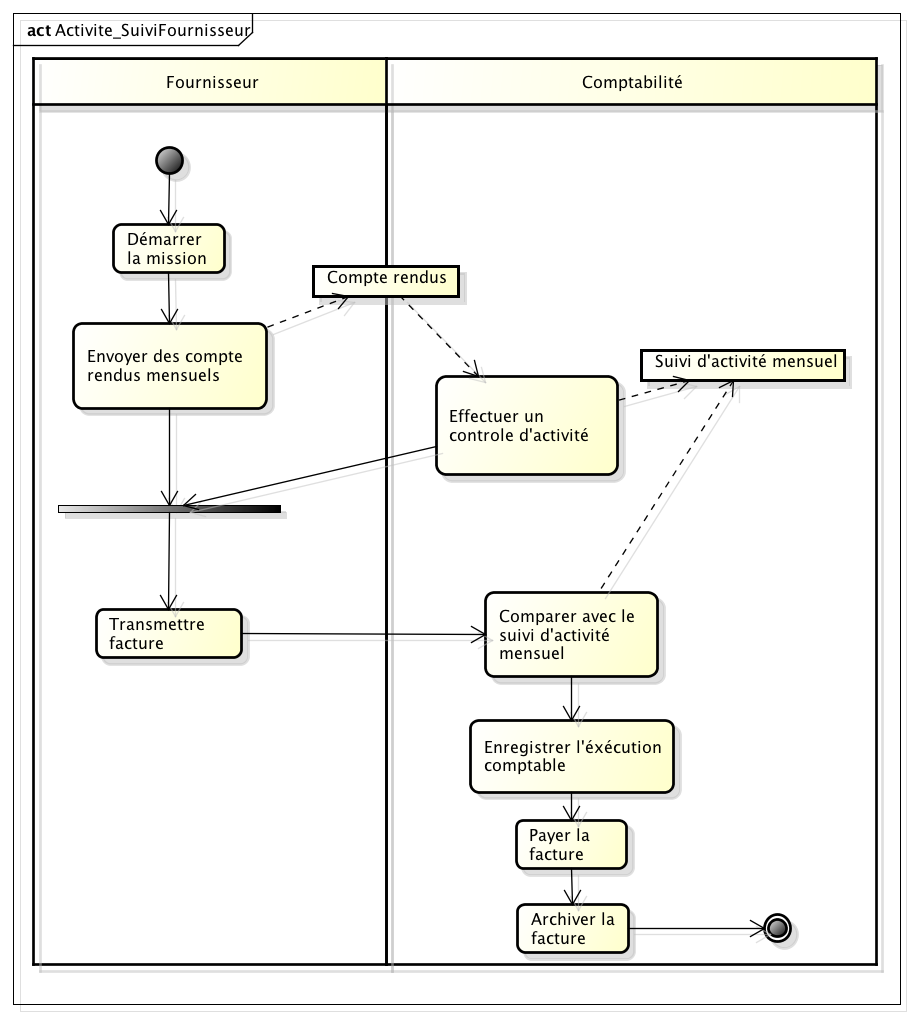 act Activite_SuiviFournisseur
Fournisseur
Comptabilité
Démarrer
la mission
Compte rendus
Envoyer des compte
rendus mensuels
Suivi d'activité mensuel
Effectuer un
controle d'activité
Transmettre
facture
Comparer avec le
suivi d'activité
mensuel
Enregistrer l'éxécution
comptable
Payer la
facture
Archiver la
facture